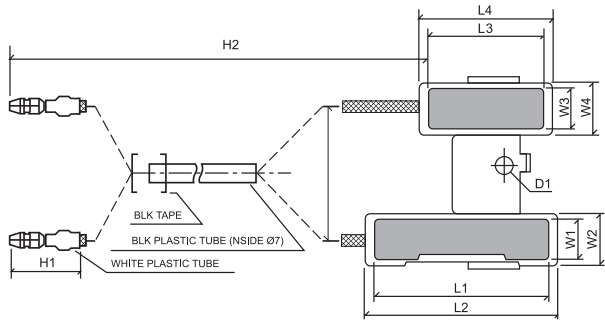 L4
L3
H2
W3
W4
D1
BLK TAPE
BLK PLASTIC TUBE (NSIDE Ø7)
WHITE PLASTIC TUBE
H1
W1
W2
L1
L2